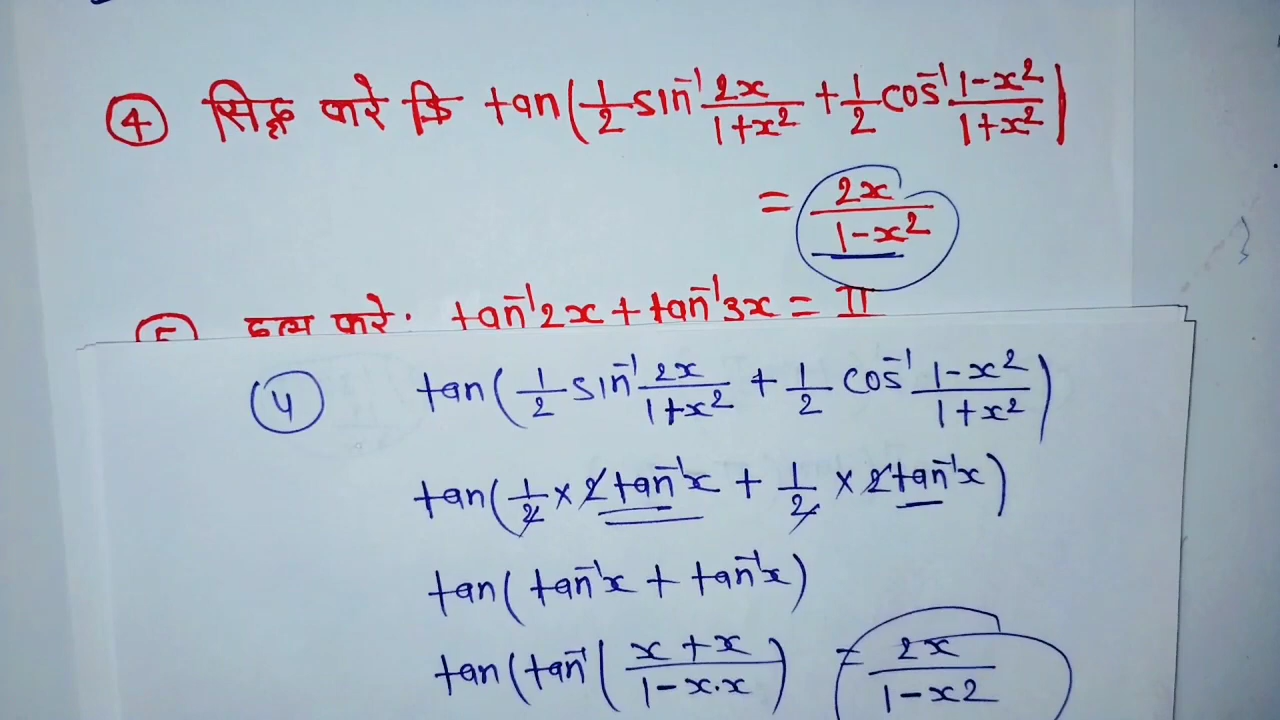 ④ सिद्ध करे कि tan(1/2 sin⁻¹ 2x/1+x² + 1/2 cos⁻¹ 1-x²/1+x²)
= 2x/1-x²
tan⁻¹2x + tan⁻¹3x = π
④ tan(1/2 sin⁻¹ 2x/1+x² + 1/2 cos⁻¹ 1-x²/1+x²)
tan(1/2 × 2tan⁻¹x + 1/2 × 2tan⁻¹x)
tan(tan⁻¹x + tan⁻¹x)
tan(tan⁻¹(x+x/1-x.x) = 2x/1-x2